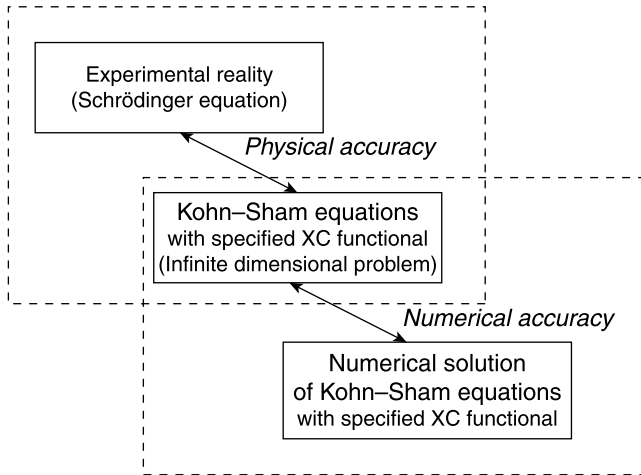 Experimental reality
(Schrödinger equation)
Physical accuracy
Kohn–Sham equations
with specified XC functional
(Infinite dimensional problem)
Numerical accuracy
Numerical solution
of Kohn–Sham equations
with specified XC functional